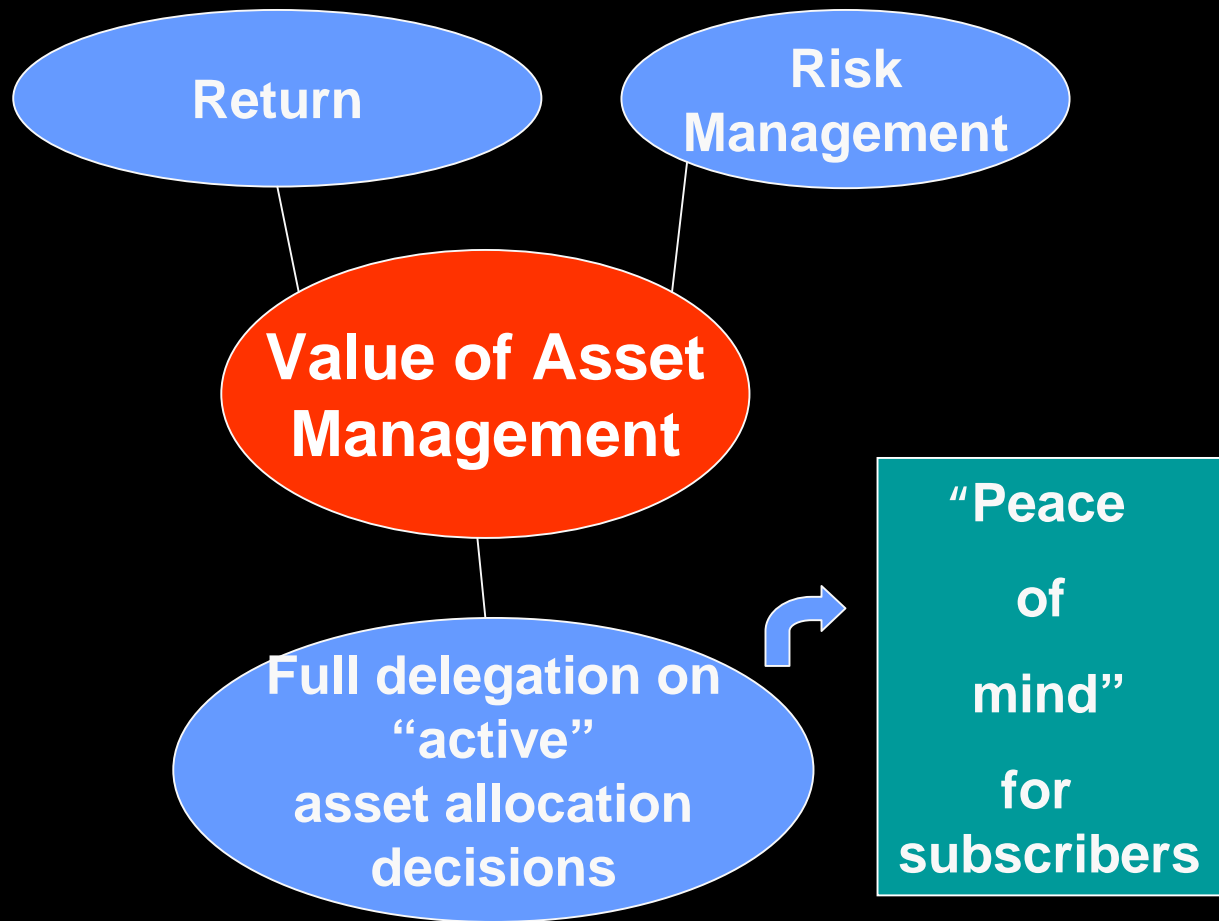 Return
Risk
Management
Value of Asset
Management
Full delegation on
“active”
asset allocation
decisions
“Peace
of
mind”
for
subscribers